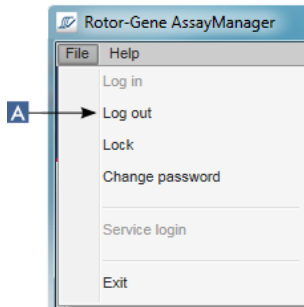 Rotor-Gene AssayManager
File Help
Log in
A Log out
Lock
Change password
Service login
Exit